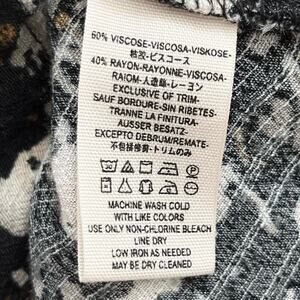 60% VISCOSE-VISCOSA-VISKOSE-
粘胶-ビスコース
40% RAYON-RAYONNE-VISCOSA-
RAION-人造絲-レーヨン
EXCLUSIVE OF TRIM-
SAUF BORDURE-SIN RIBETES-
TRANNE LA FINITURA-
AUSSER BESATZ-
EXCEPTO DEBRUM/REMATE-
不包括修飾-トリムのみ
MACHINE WASH COLD
WITH LIKE COLORS
USE ONLY NON-CHLORINE BLEACH
LINE DRY
LOW IRON AS NEEDED
MAY BE DRY CLEANED